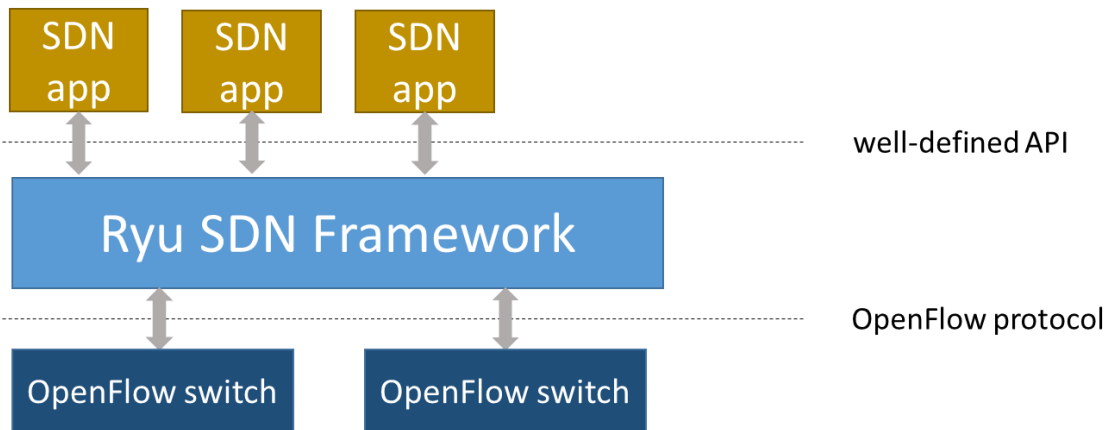 SDN
app
SDN
app
SDN
app
well-defined API
Ryu SDN Framework
OpenFlow protocol
OpenFlow switch
OpenFlow switch